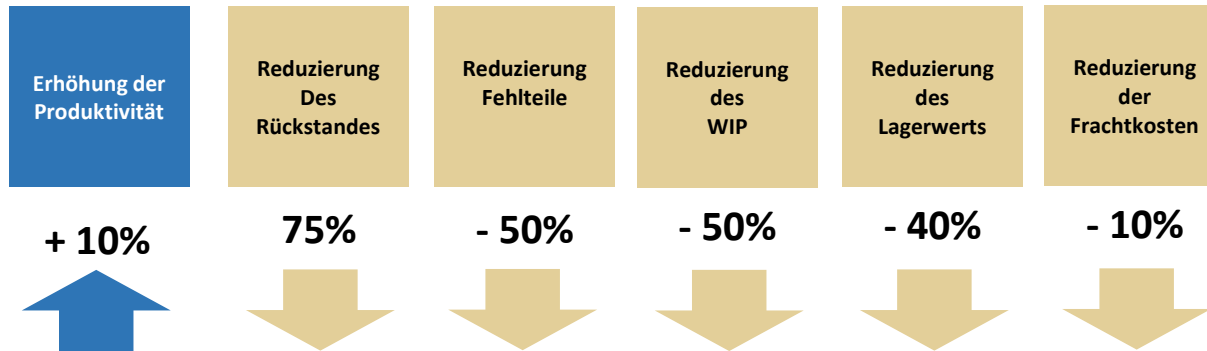 Erhöhung der
Produktivität
Reduzierung
Des
Rückstandes
Reduzierung
Fehlteile
Reduzierung
des
WIP
Reduzierung
des
Lagerwerts
Reduzierung
der
Frachtkosten
+ 10%
75%
- 50%
- 50%
- 40%
- 10%